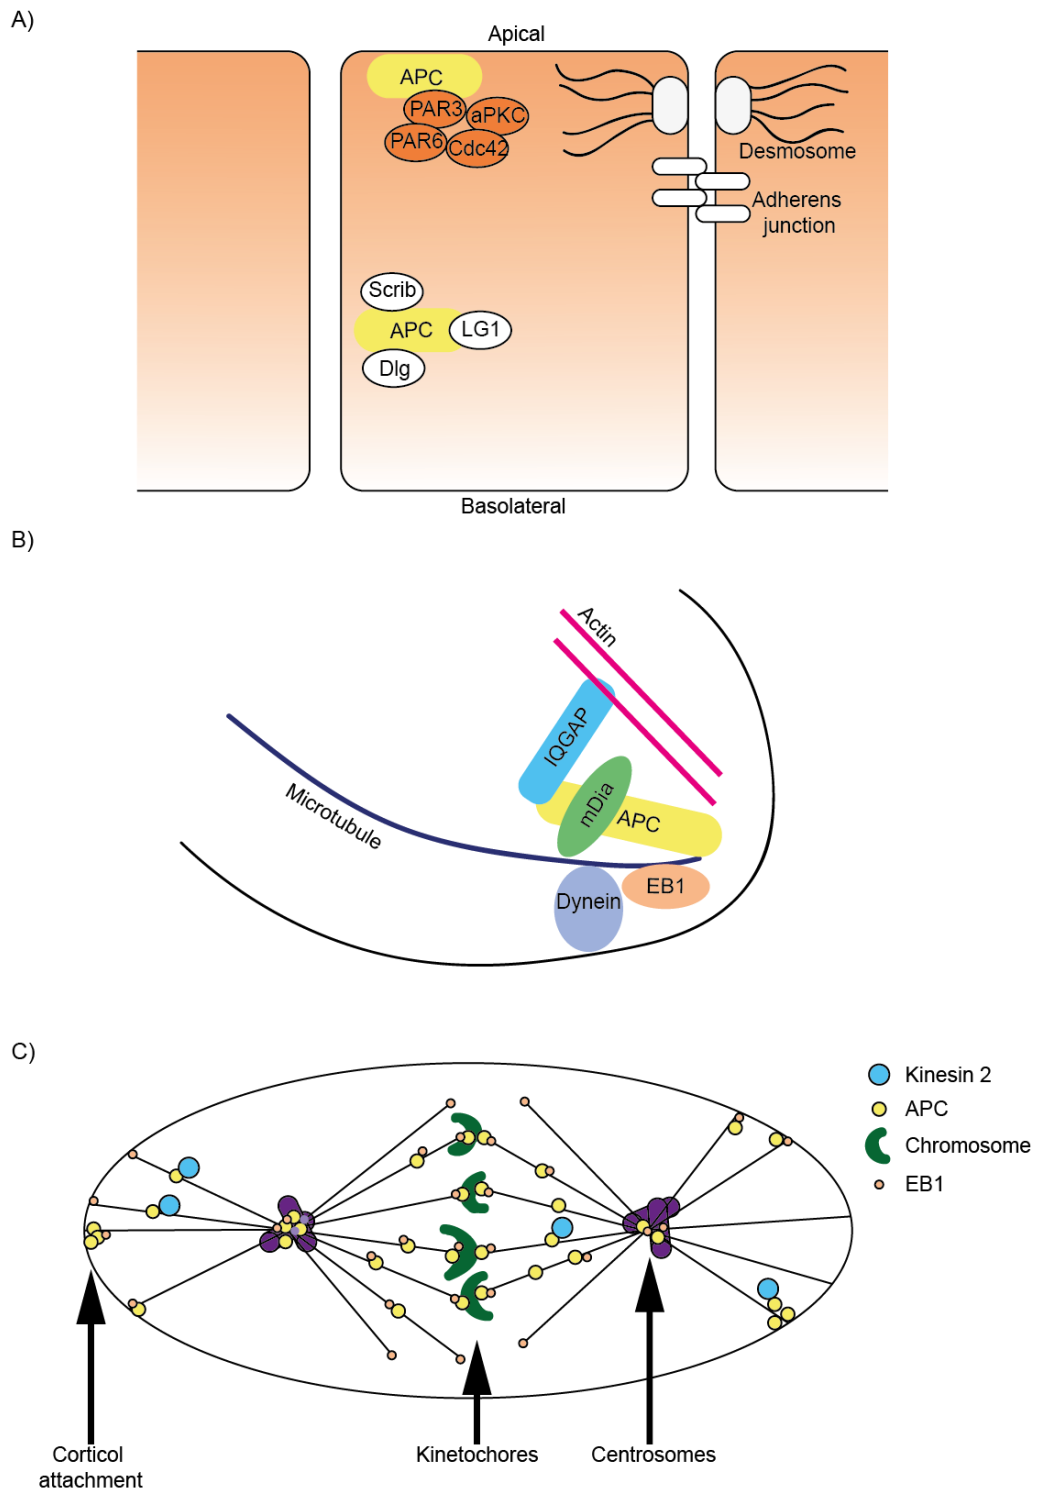 A)
Apical
APC
PAR3
aPKC
PAR6
Cdc42
Desmosome
Adherens
junction
Scrib
APC
LG1
Dlg
Basolateral
B)
Actin
IQGAP
mDia
APC
Microtubule
Dynein
EB1
C)
Kinesin 2
APC
Chromosome
EB1
Corticol
attachment
Kinetochores
Centrosomes